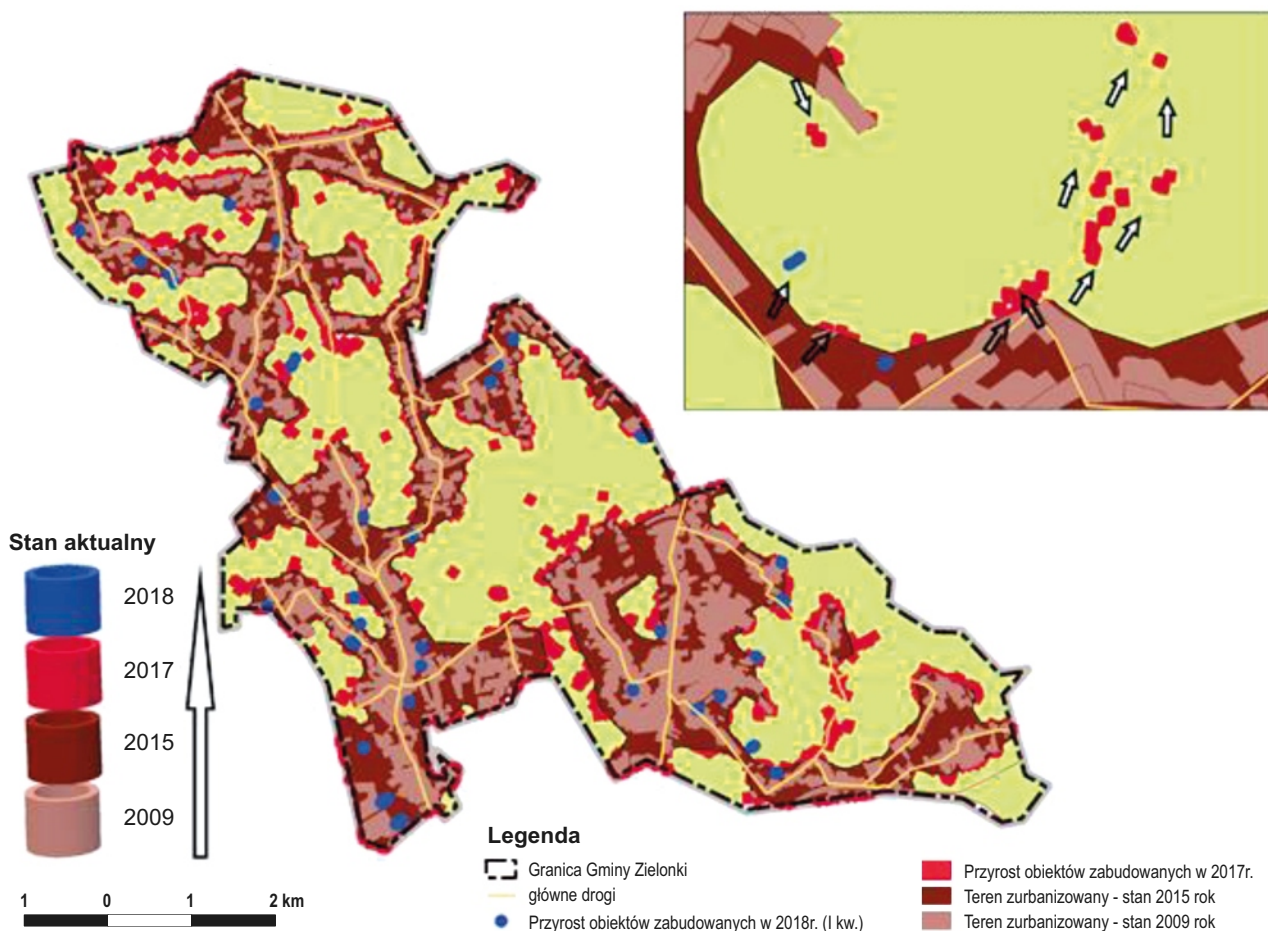 Stan aktualny
2018
2017
2015
2009
1 0 1 2 km
Legenda
Granica Gminy Zielonki
główne drogi
Przyrost obiektów zabudowanych w 2018r. (I kw.)
Przyrost obiektów zabudowanych w 2017r.
Teren zurbanizowany - stan 2015 rok
Teren zurbanizowany - stan 2009 rok